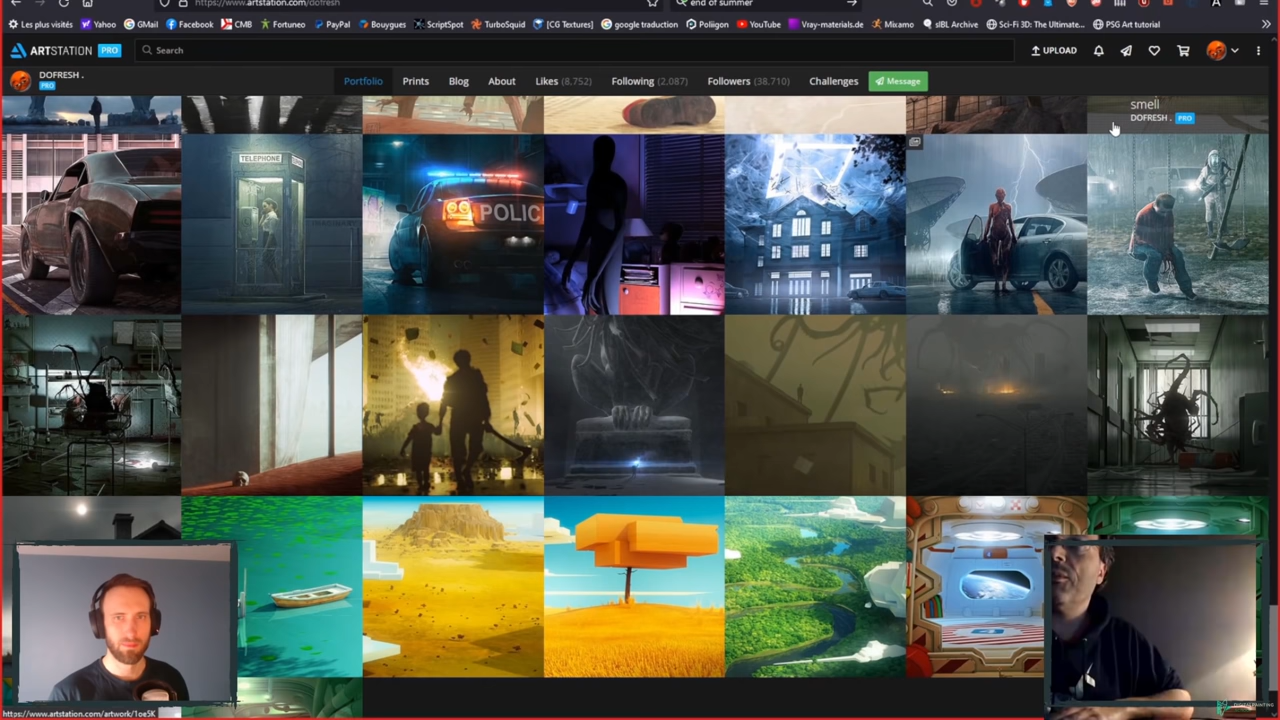 https://www.artstation.com/dofresh
end of summer
Les plus visités
Yahoo
GMail
Facebook
CMB
Fortuneo
PayPal
Bouygues
ScriptSpot
TurboSquid
[CG Textures]
google traduction
Poliigon
YouTube
Vray-materials.de
Mixamo
sIBL Archive
Sci-Fi 3D: The Ultimate...
PSG Art tutorial
ARTSTATION PRO
Search
UPLOAD
DOFRESH .
PRO
Portfolio
Prints
Blog
About
Likes (8,752)
Following (2,087)
Followers (38,710)
Challenges
Message
smell
DOFRESH . PRO
TELEPHONE
POLIC
https://www.artstation.com/artwork/1oe5K
DIGITALPAINTING